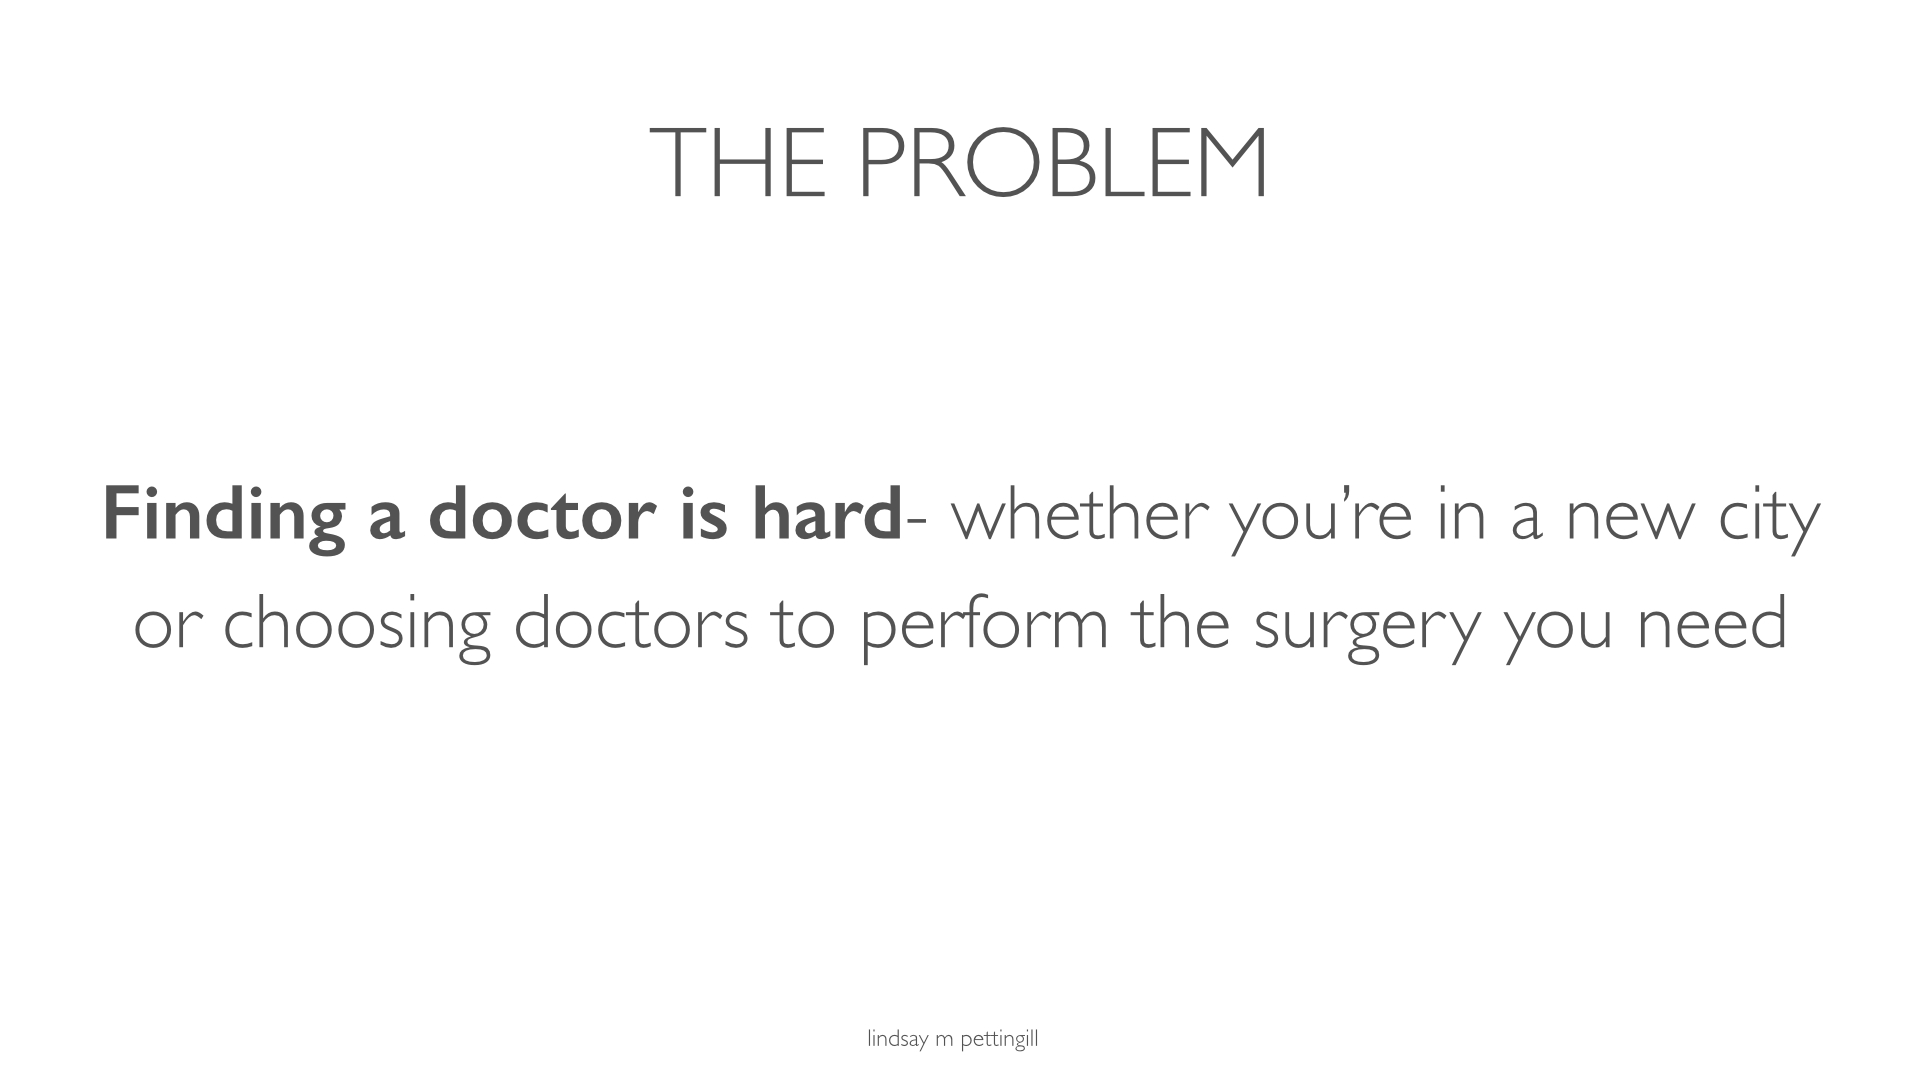 THE PROBLEM
Finding a doctor is hard- whether you’re in a new city
or choosing doctors to perform the surgery you need
lindsay m pettingill